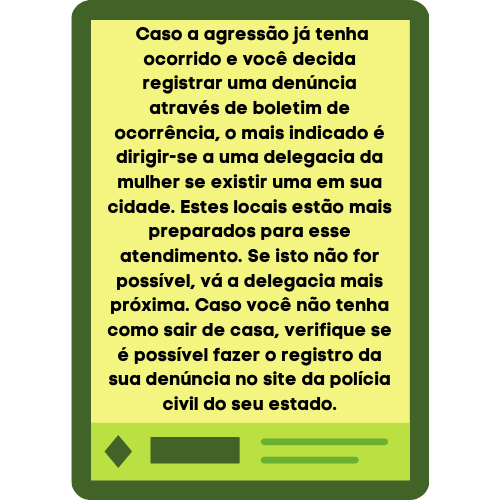 Caso a agressão já tenha
ocorrido e você decida
registrar uma denúncia
através de boletim de
ocorrência, o mais indicado é
dirigir-se a uma delegacia da
mulher se existir uma em sua
cidade. Estes locais estão mais
preparados para esse
atendimento. Se isto não for
possível, vá a delegacia mais
próxima. Caso você não tenha
como sair de casa, verifique se
é possível fazer o registro da
sua denúncia no site da polícia
civil do seu estado.